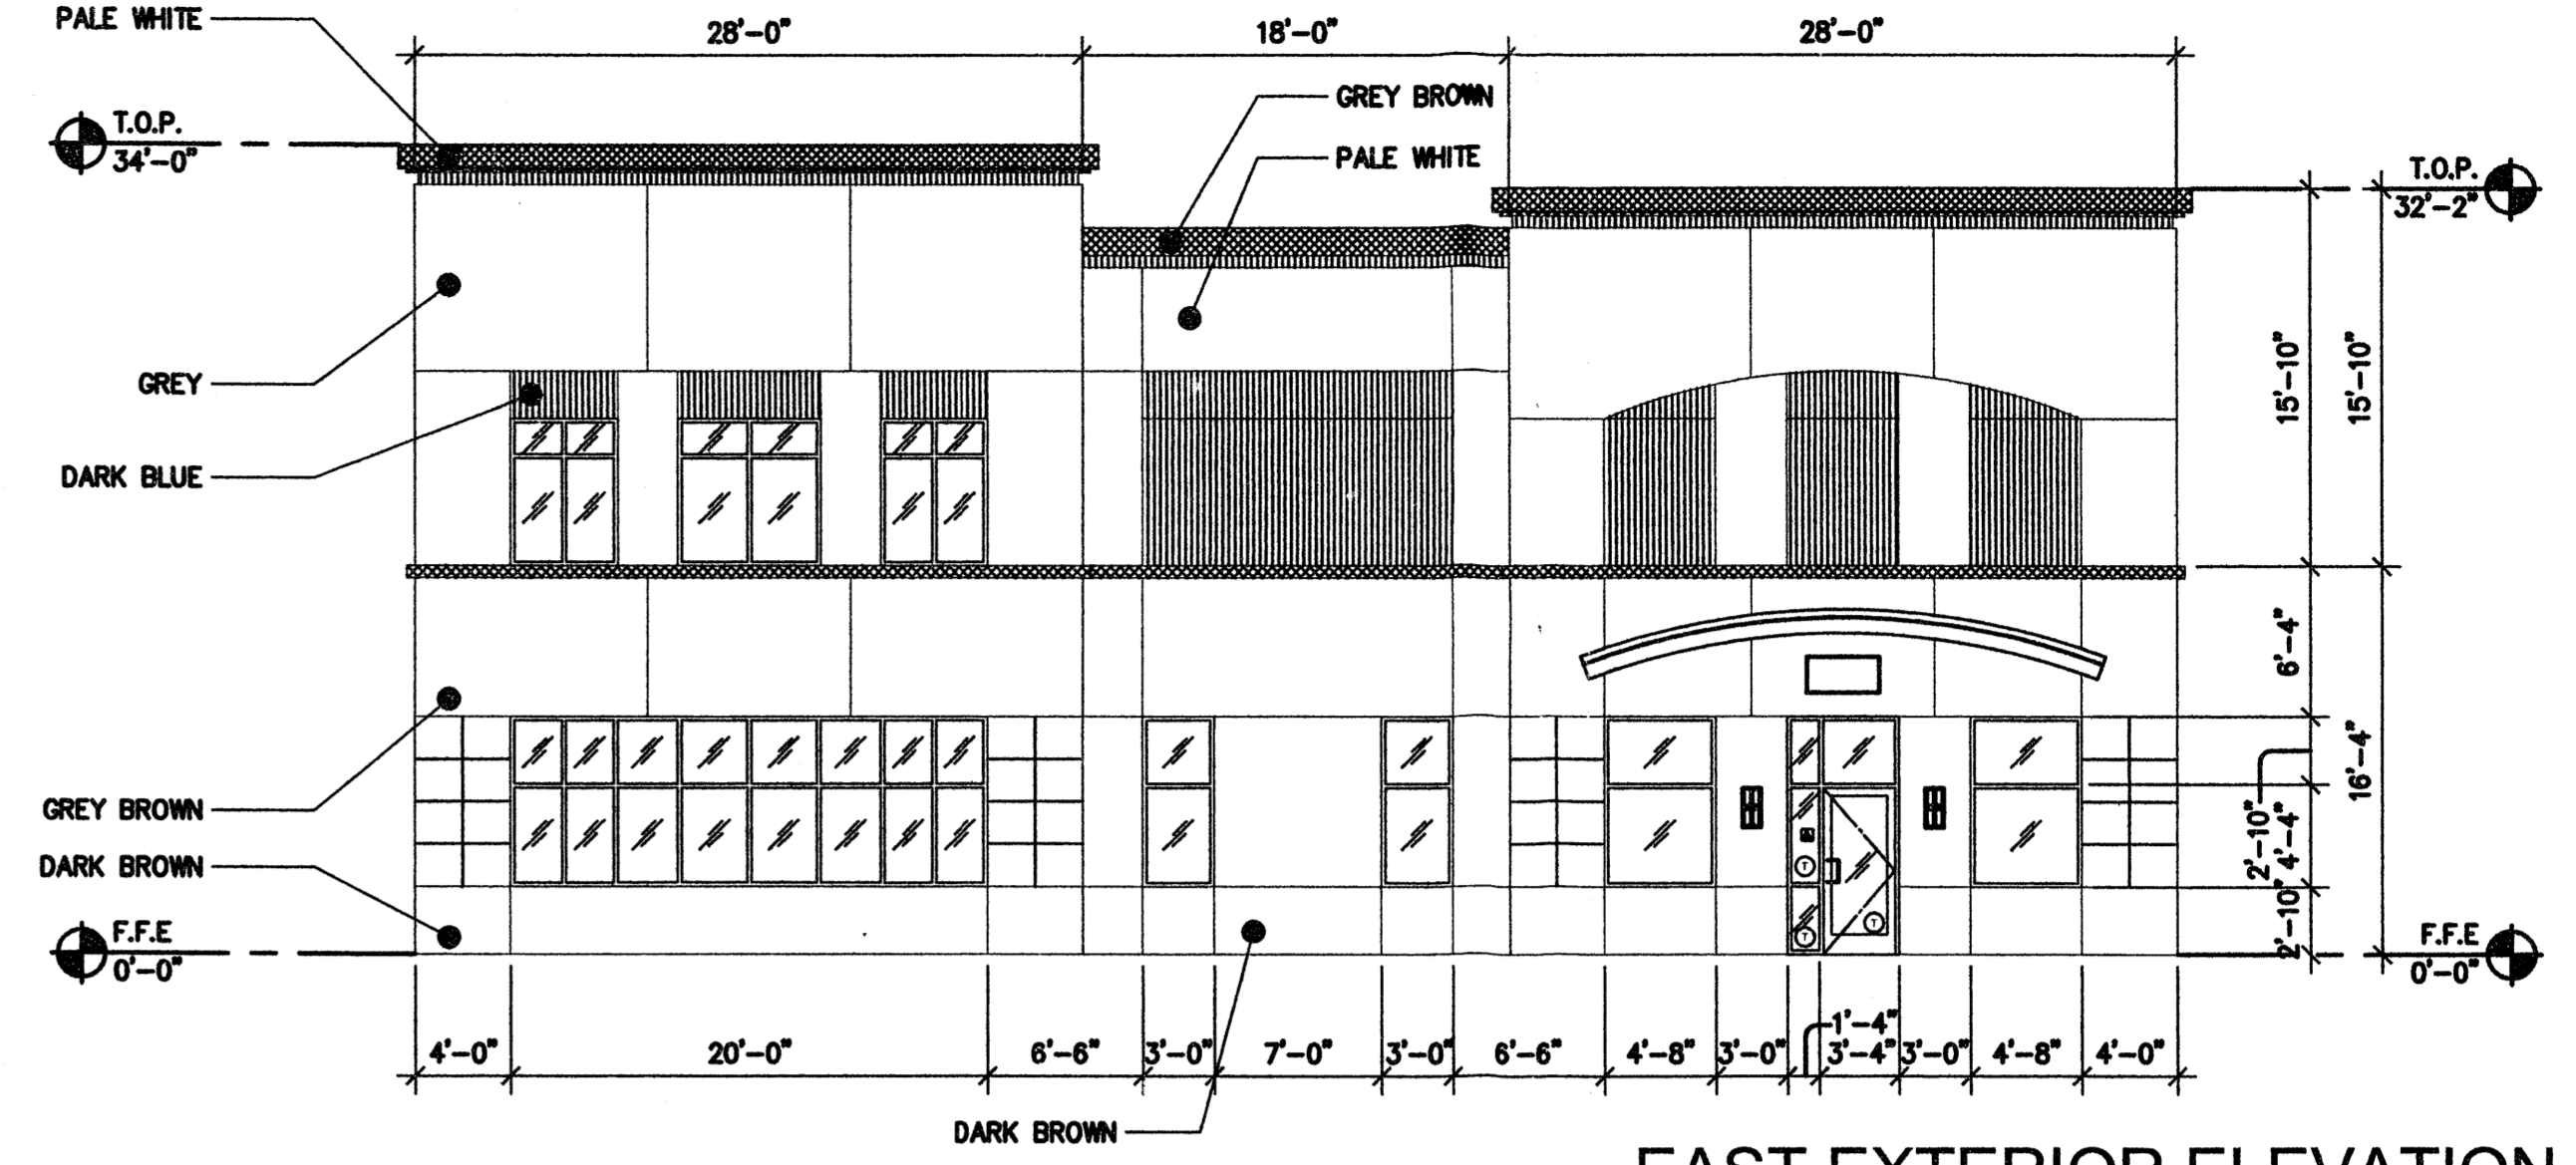 PALE WHITE
28'-0"
18'-0"
28'-0"
GREY BROWN
T.O.P.
34'-0"
PALE WHITE
T.O.P.
32'-2"
GREY
DARK BLUE
15'-10"
15'-10"
6'-4"
16'-4"
2'-10"
4'-4"
2'-10"
GREY BROWN
DARK BROWN
T
T
T
F.F.E
0'-0"
F.F.E
0'-0"
1'-4"
4'-0"
20'-0"
6'-6"
3'-0"
7'-0"
3'-0"
6'-6"
4'-8"
3'-0"
3'-4"
3'-0"
4'-8"
4'-0"
DARK BROWN
EAST EXTERIOR ELEVATION